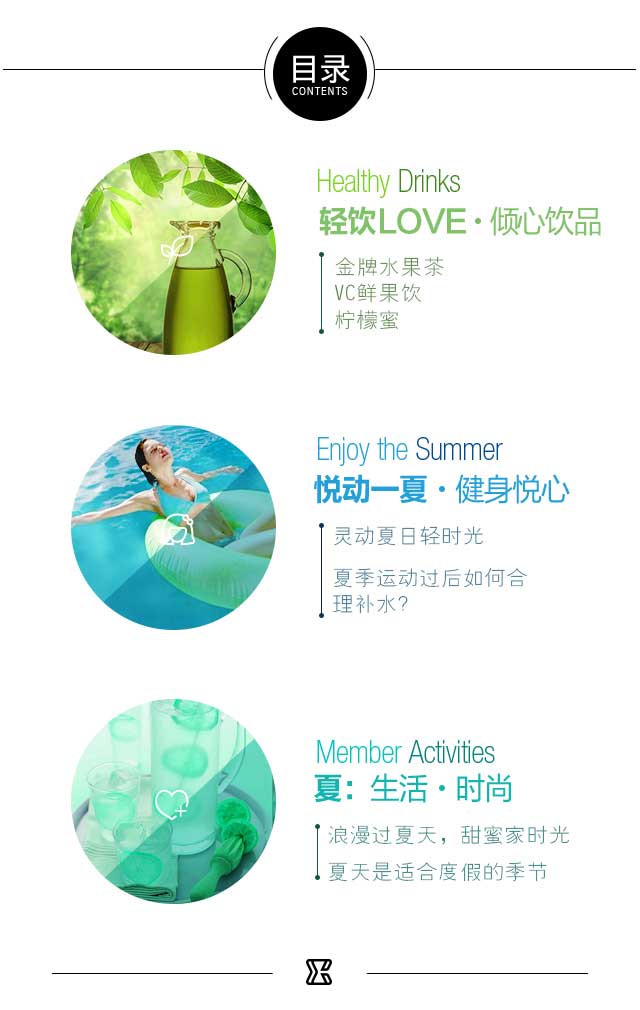 目录
CONTENTS
Healthy Drinks
轻饮LOVE·倾心饮品
金牌水果茶
VC鲜果饮
柠檬蜜
Enjoy the Summer
悦动一夏·健身悦心
灵动夏日轻时光
夏季运动过后如何合
理补水?
Member Activities
夏：生活·时尚
浪漫过夏天，甜蜜家时光
夏天是适合度假的季节